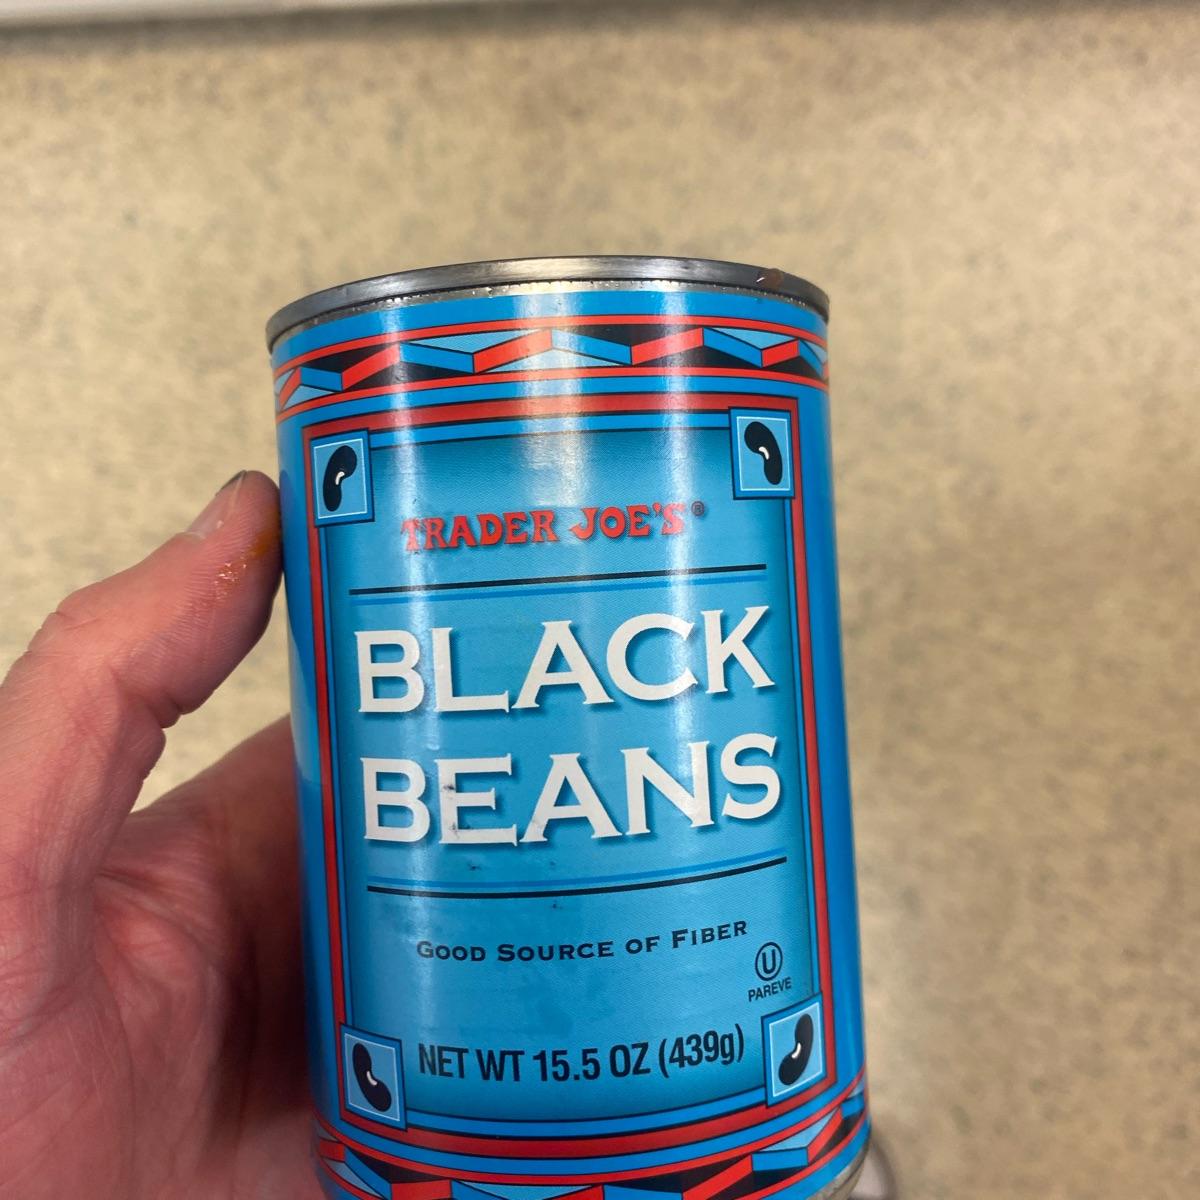 TRADER JOE'S®
BLACK
BEANS
GOOD SOURCE OF FIBER
U
PAREVE
NET WT 15.5 OZ (439g)